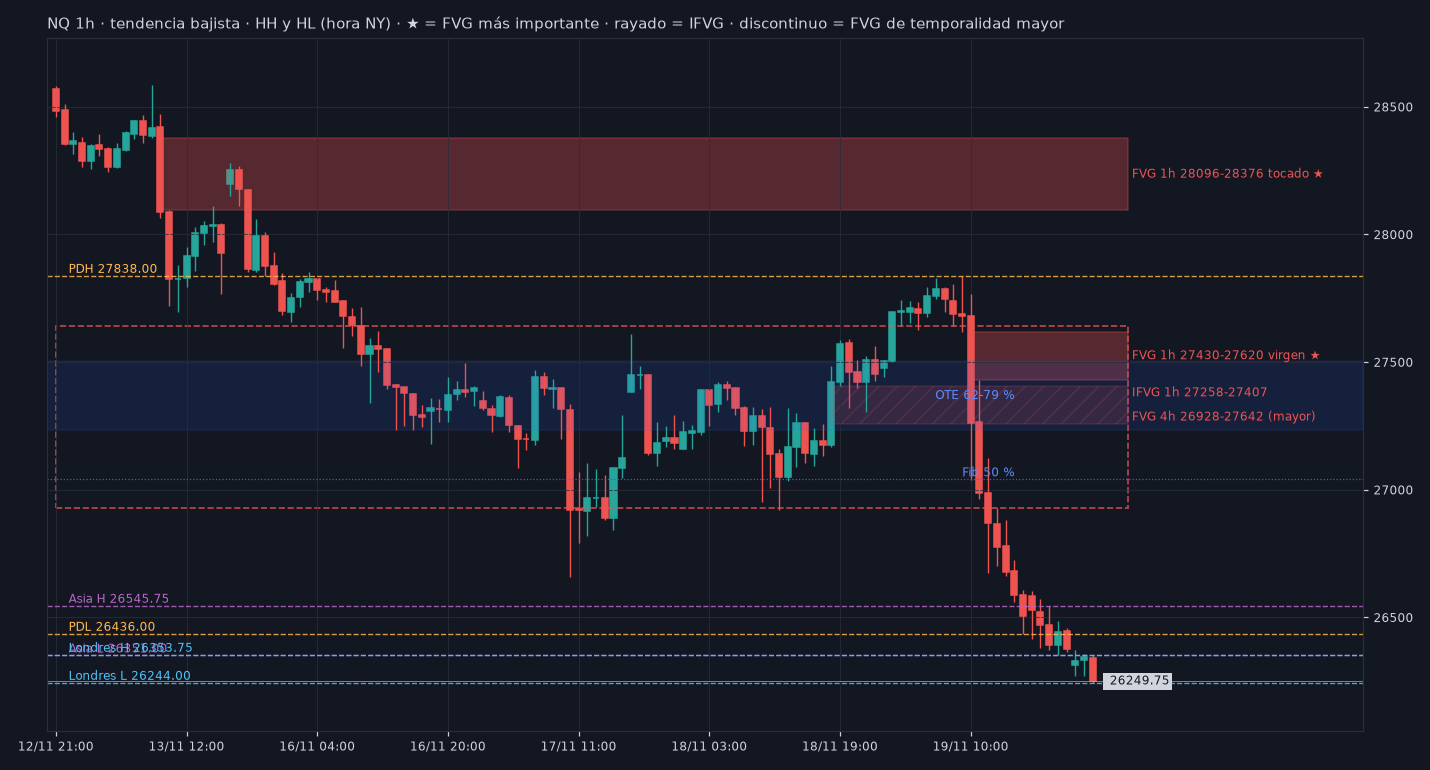 NQ 1h · tendencia bajista · HH y HL (hora NY) · ★ = FVG más importante · rayado = IFVG · discontinuo = FVG de temporalidad mayor
28500
FVG 1h 28096-28376 tocado ★
28000
PDH 27838.00
27500
FVG 1h 27430-27620 virgen ★
OTE 62-79 %
IFVG 1h 27258-27407
FVG 4h 26928-27642 (mayor)
Fib 50 %
27000
Asia H 26545.75
26500
PDL 26436.00
Londres H 26353.75
Londres L 26244.00
26249.75
12/11 21:00
13/11 12:00
16/11 04:00
16/11 20:00
17/11 11:00
18/11 03:00
18/11 19:00
19/11 10:00